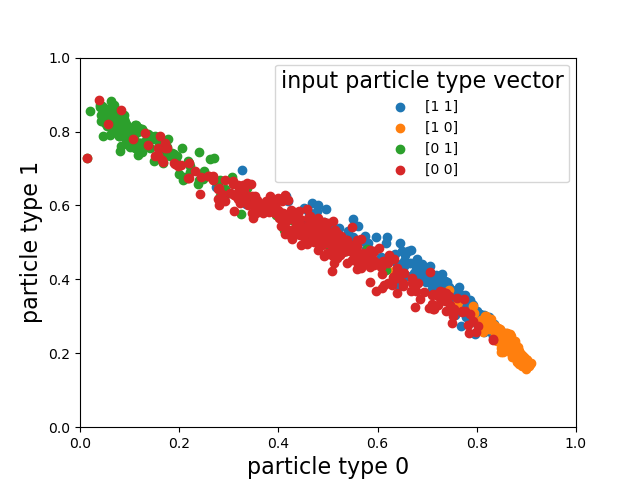 input particle type vector
[1 1]
[1 0]
[0 1]
[0 0]
particle type 1
1.0
0.8
0.6
0.4
0.2
0.0
0.0 0.2 0.4 0.6 0.8 1.0
particle type 0